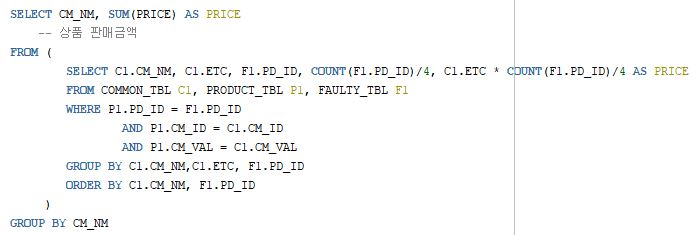 SELECT CM_NM, SUM(PRICE) AS PRICE
-- 상품 판매금액
FROM (
SELECT C1.CM_NM, C1.ETC, F1.PD_ID, COUNT(F1.PD_ID)/4, C1.ETC * COUNT(F1.PD_ID)/4 AS PRICE
FROM COMMON_TBL C1, PRODUCT_TBL P1, FAULTY_TBL F1
WHERE P1.PD_ID = F1.PD_ID
AND P1.CM_ID = C1.CM_ID
AND P1.CM_VAL = C1.CM_VAL
GROUP BY C1.CM_NM,C1.ETC, F1.PD_ID
ORDER BY C1.CM_NM, F1.PD_ID
)
GROUP BY CM_NM